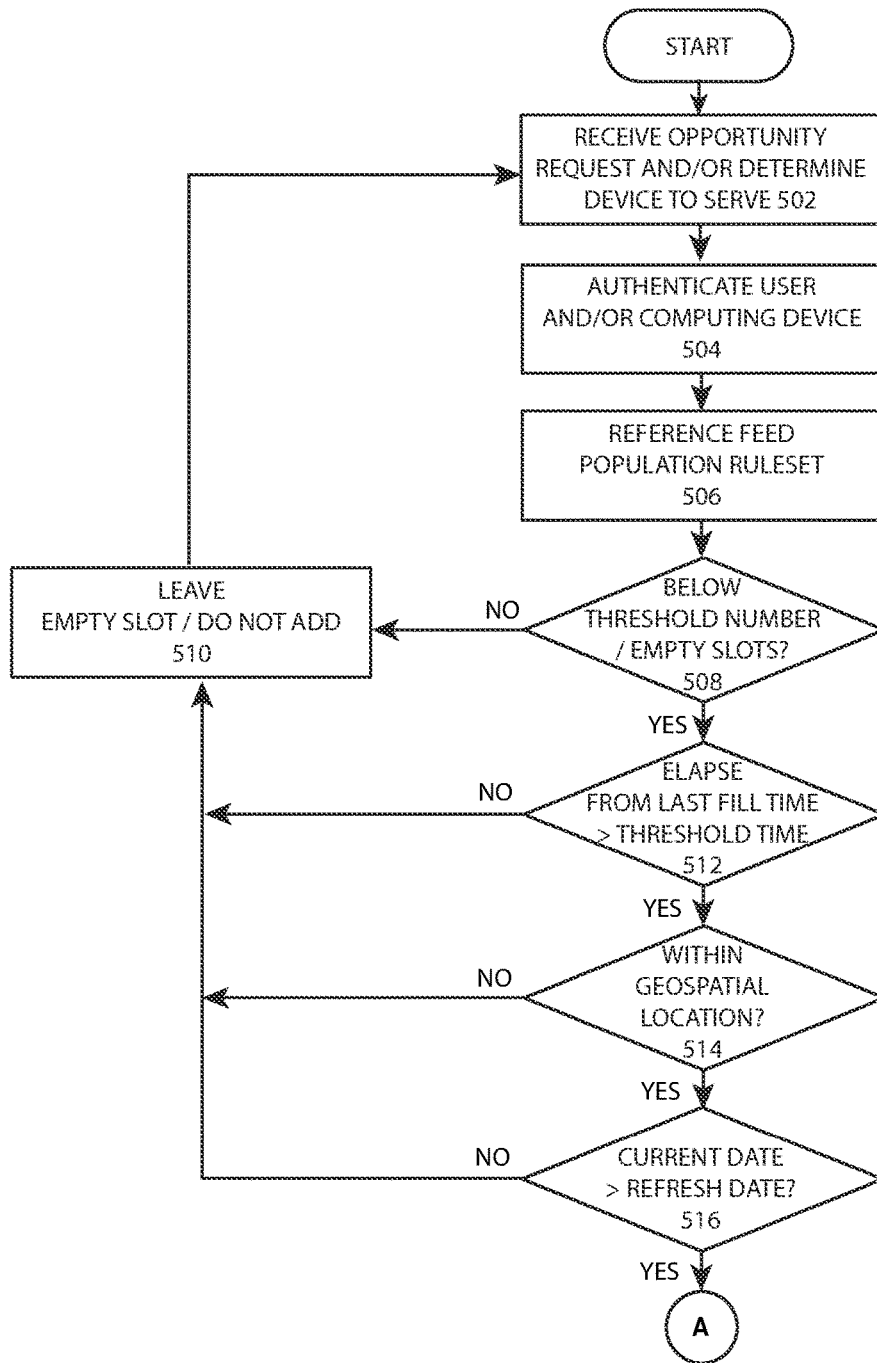 START
RECEIVE OPPORTUNITY
REQUEST AND/OR DETERMINE
DEVICE TO SERVE 502
AUTHENTICATE USER
AND/OR COMPUTING DEVICE
504
REFERENCE FEED
POPULATION RULESET
506
BELOW
THRESHOLD NUMBER
/ EMPTY SLOTS?
508
NO
LEAVE
EMPTY SLOT / DO NOT ADD
510
YES
ELAPSE
FROM LAST FILL TIME
> THRESHOLD TIME
512
NO
YES
WITHIN
GEOSPATIAL
LOCATION?
514
NO
YES
CURRENT DATE
> REFRESH DATE?
516
NO
YES
A